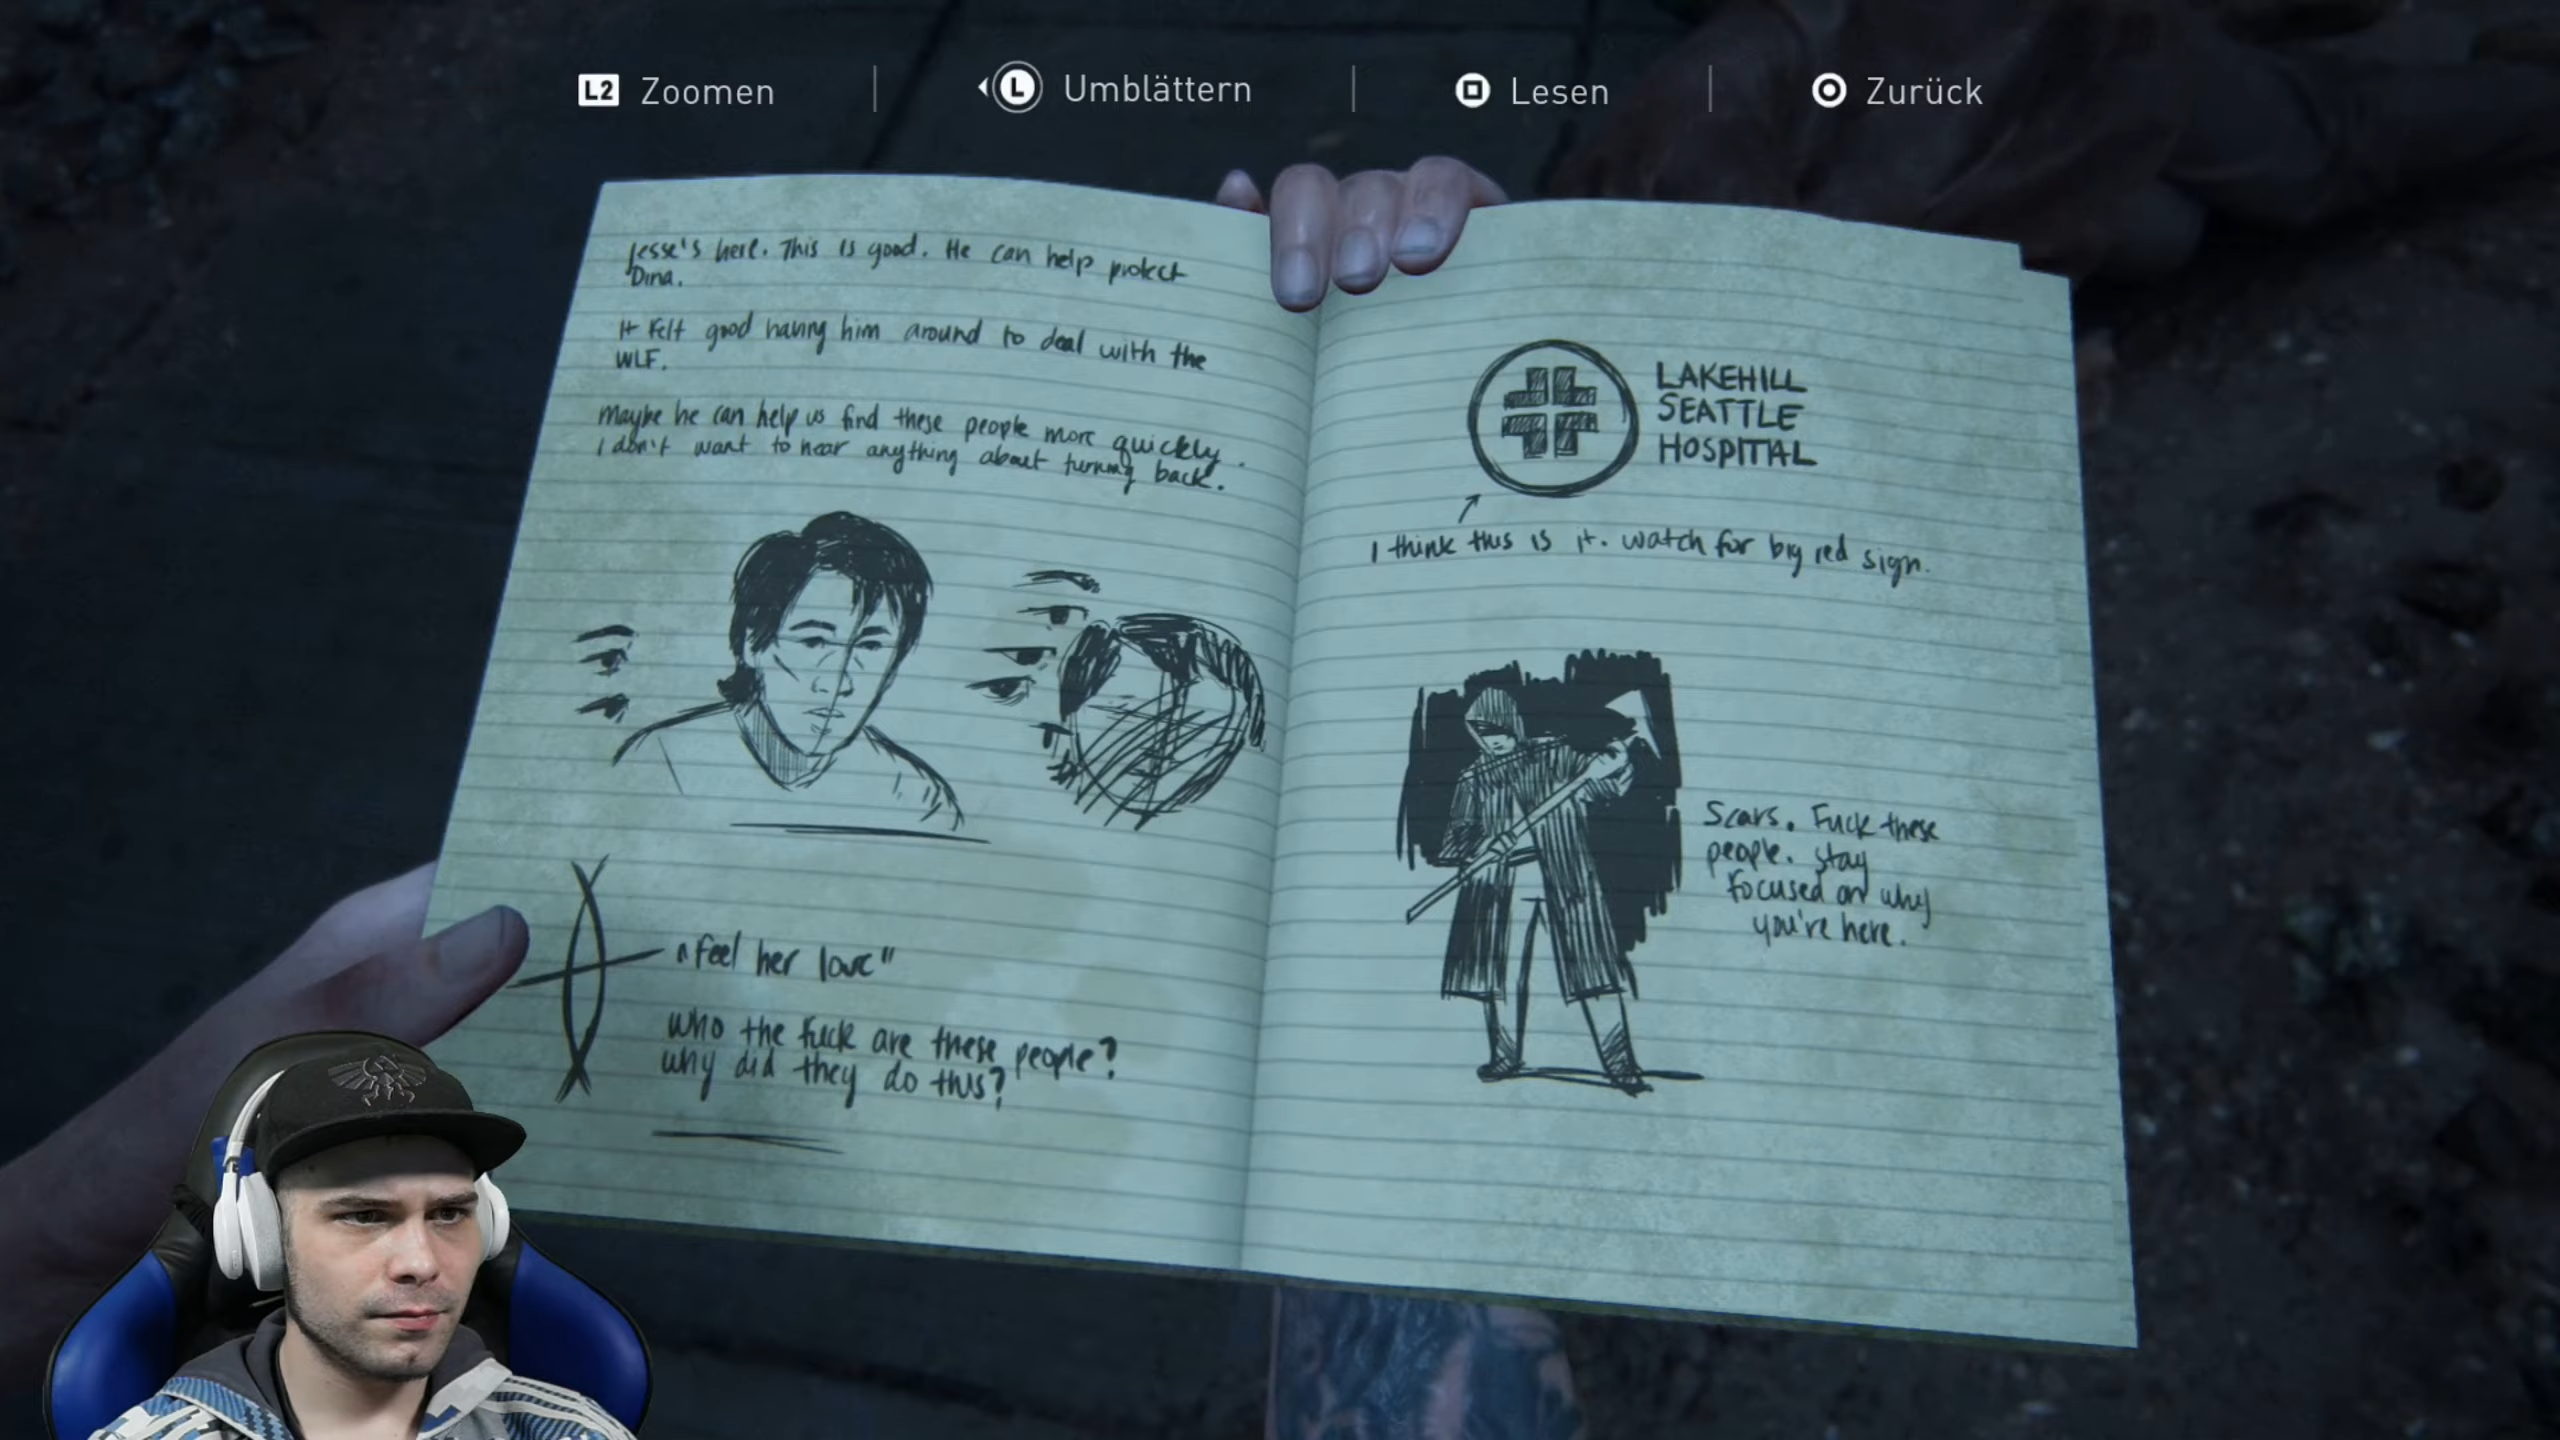 L2 Zoomen
L Umblättern
Lesen
Zurück
Jesse's here. This is good. He can help protect
Dina.
It felt good having him around to deal with the
WLF.
Maybe he can help us find these people more quickly.
I don't want to hear anything about turning back.
"Feel her love"
who the fuck are these people?
why did they do this?
LAKEHILL
SEATTLE
HOSPITAL
I think this is it. watch for big red sign.
Scars. Fuck these
people. Stay
focused on why
you're here.